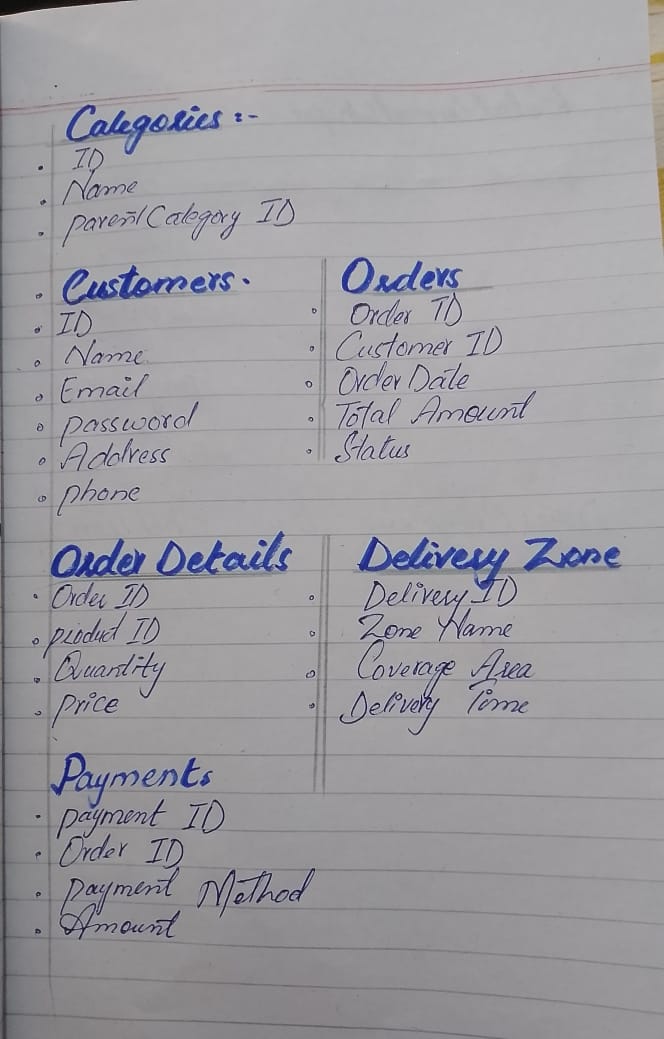 Categories :-
• ID
• Name
• parent Category ID
• Customers.
• ID
• Name
• Email
• password
• Address
• phone
Orders
• Order ID
• Customer ID
• Order Date
• Total Amount
• Status
Order Details
• Order ID
• product ID
• Quantity
• price
Delivery Zone
• Delivery ID
• Zone Name
• Coverage Area
• Delivery Time
Payments
• payment ID
• Order ID
• payment Method
• Amount